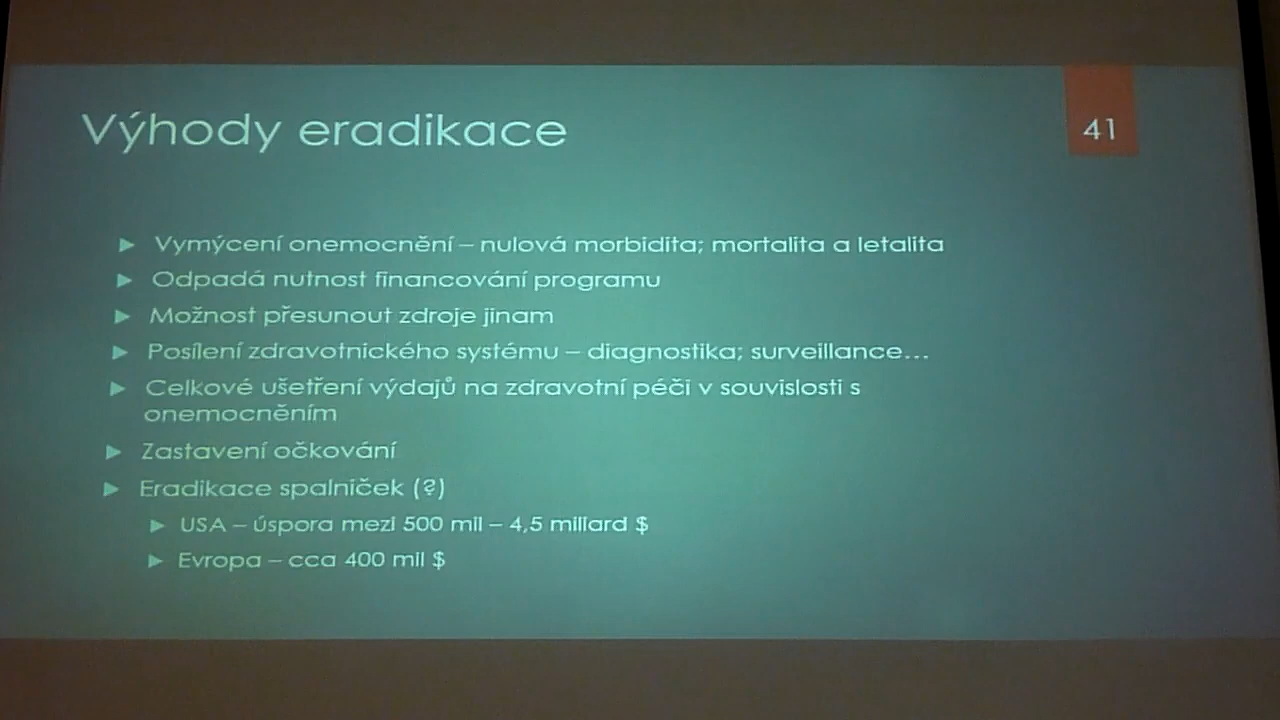 Výhody eradikace
41
Vymýcení onemocnění – nulová morbidita; mortalita a letalita
Odpadá nutnost financování programu
Možnost přesunout zdroje jinam
Posílení zdravotnického systému – diagnostika; surveillance…
Celkové ušetření výdajů na zdravotní péči v souvislosti s
onemocněním
Zastavení očkování
Eradikace spalniček (?)
USA – úspora mezi 500 mil – 4,5 miliard $
Evropa – cca 400 mil $